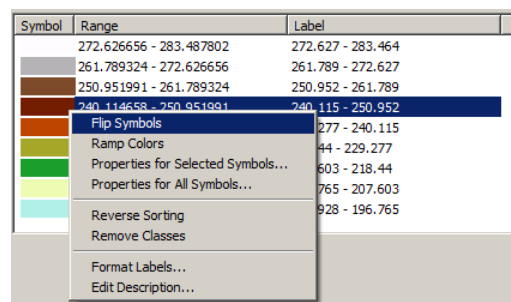 Symbol Range Label
272.626656 - 283.487802 272.627 - 283.464
261.789324 - 272.626656 261.789 - 272.627
250.951991 - 261.789324 250.952 - 261.789
240.114658 - 250.951991 240.115 - 250.952
Flip Symbols 277 - 240.115
Ramp Colors 44 - 229.277
Properties for Selected Symbols... 603 - 218.44
Properties for All Symbols... 765 - 207.603
928 - 196.765
Reverse Sorting
Remove Classes
Format Labels...
Edit Description...